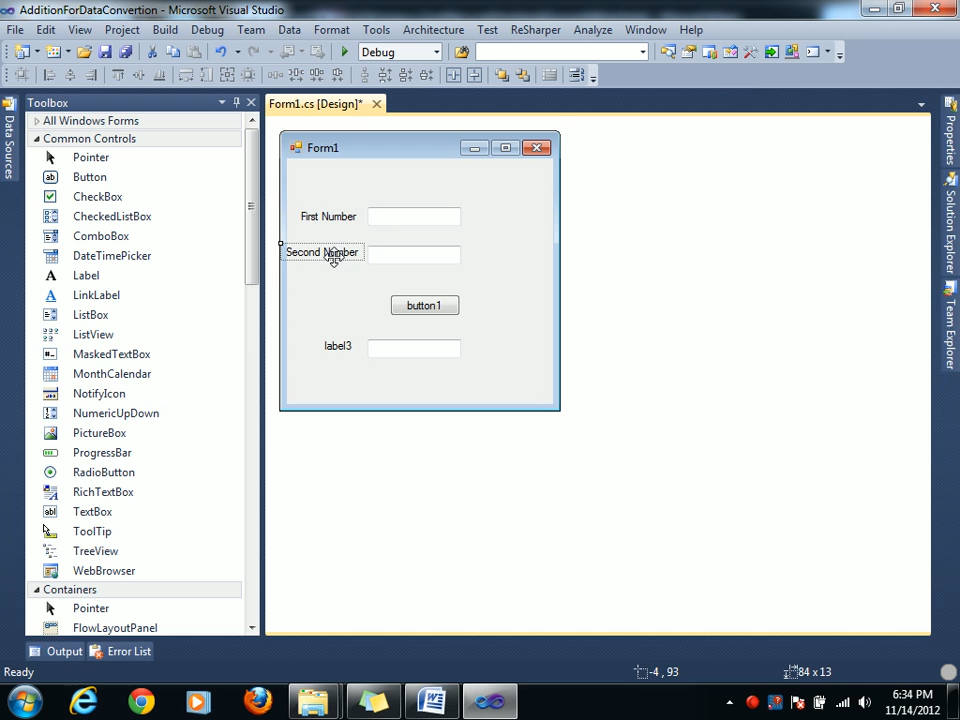 AdditionForDataConvertion - Microsoft Visual Studio
File Edit View Project Build Debug Team Data Format Tools Architecture Test ReSharper Analyze Window Help
Debug
Toolbox
Form1.cs [Design]*
Data Sources
All Windows Forms
Common Controls
Pointer
Button
CheckBox
CheckedListBox
ComboBox
DateTimePicker
Label
LinkLabel
ListBox
ListView
MaskedTextBox
MonthCalendar
NotifyIcon
NumericUpDown
PictureBox
ProgressBar
RadioButton
RichTextBox
TextBox
ToolTip
TreeView
WebBrowser
Containers
Pointer
FlowLayoutPanel
Form1
First Number
Second Number
button1
label3
Properties
Solution Explorer
Team Explorer
Output Error List
Ready -4 , 93 84 x 13
6:34 PM
11/14/2012